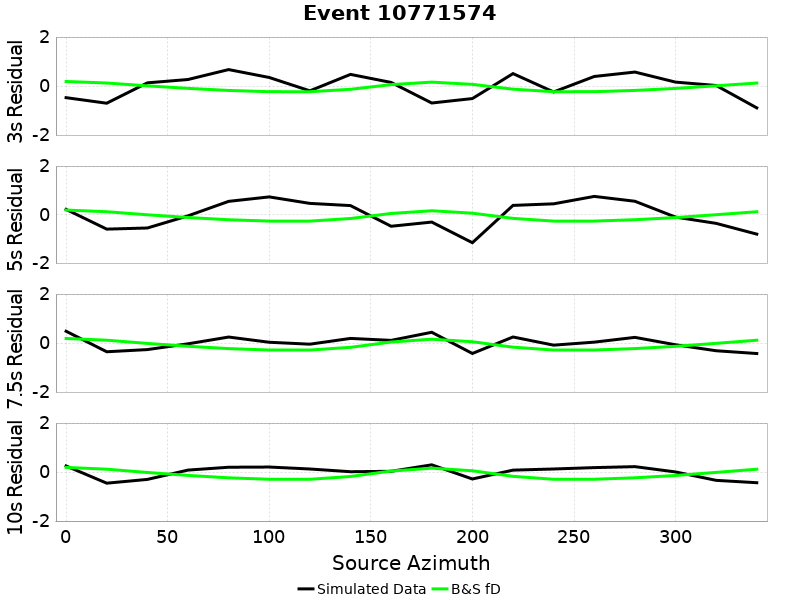 Event 10771574
3s Residual
2
0
-2
5s Residual
2
0
-2
7.5s Residual
2
0
-2
10s Residual
2
0
-2
0 50 100 150 200 250 300
Source Azimuth
Simulated Data B&S fD